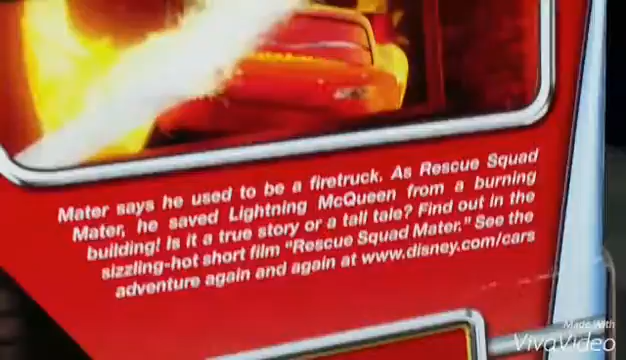 Mater says he used to be a firetruck. As Rescue Squad
Mater, he saved Lightning McQueen from a burning
building! Is it a true story or a tall tale? Find out in the
sizzling-hot short film "Rescue Squad Mater." See the
adventure again and again at www.disney.com/cars
Made With
VivaVideo